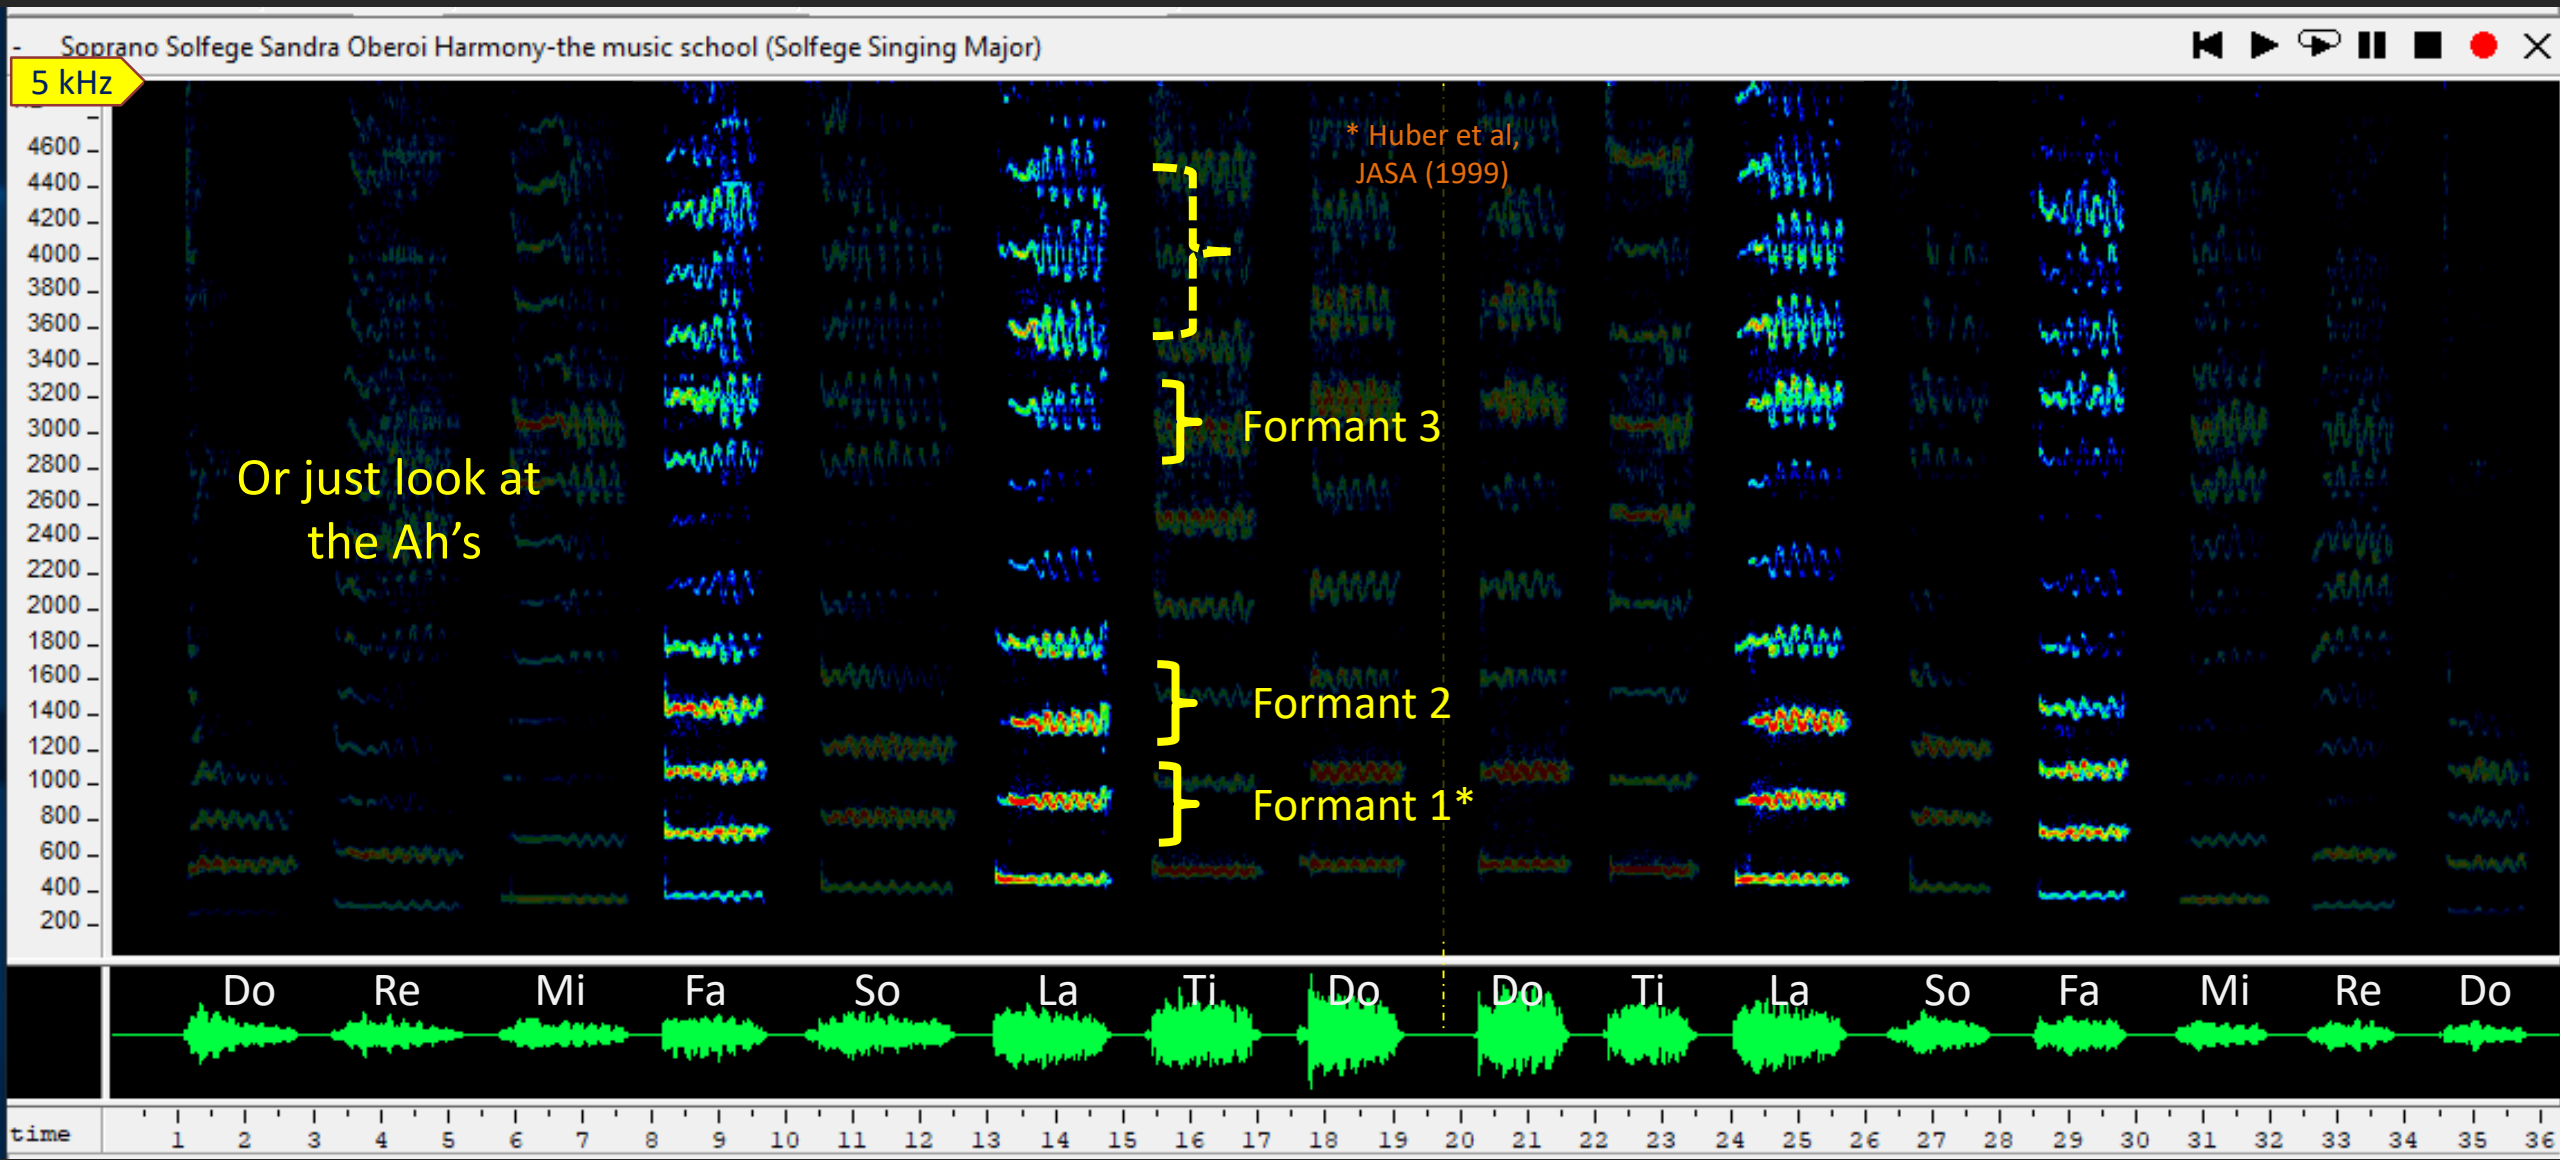 - Soprano Solfege Sandra Oberoi Harmony-the music school (Solfege Singing Major)
5 kHz
* Huber et al,
JASA (1999)
4600
4400
4200
4000
3800
3600
3400
3200
3000
2800
2600
2400
2200
2000
1800
1600
1400
1200
1000
800
600
400
200
Formant 3
Or just look at
the Ah’s
Formant 2
Formant 1*
Do Re Mi Fa So La Ti Do Do Ti La So Fa Mi Re Do
time 1 2 3 4 5 6 7 8 9 10 11 12 13 14 15 16 17 18 19 20 21 22 23 24 25 26 27 28 29 30 31 32 33 34 35 36